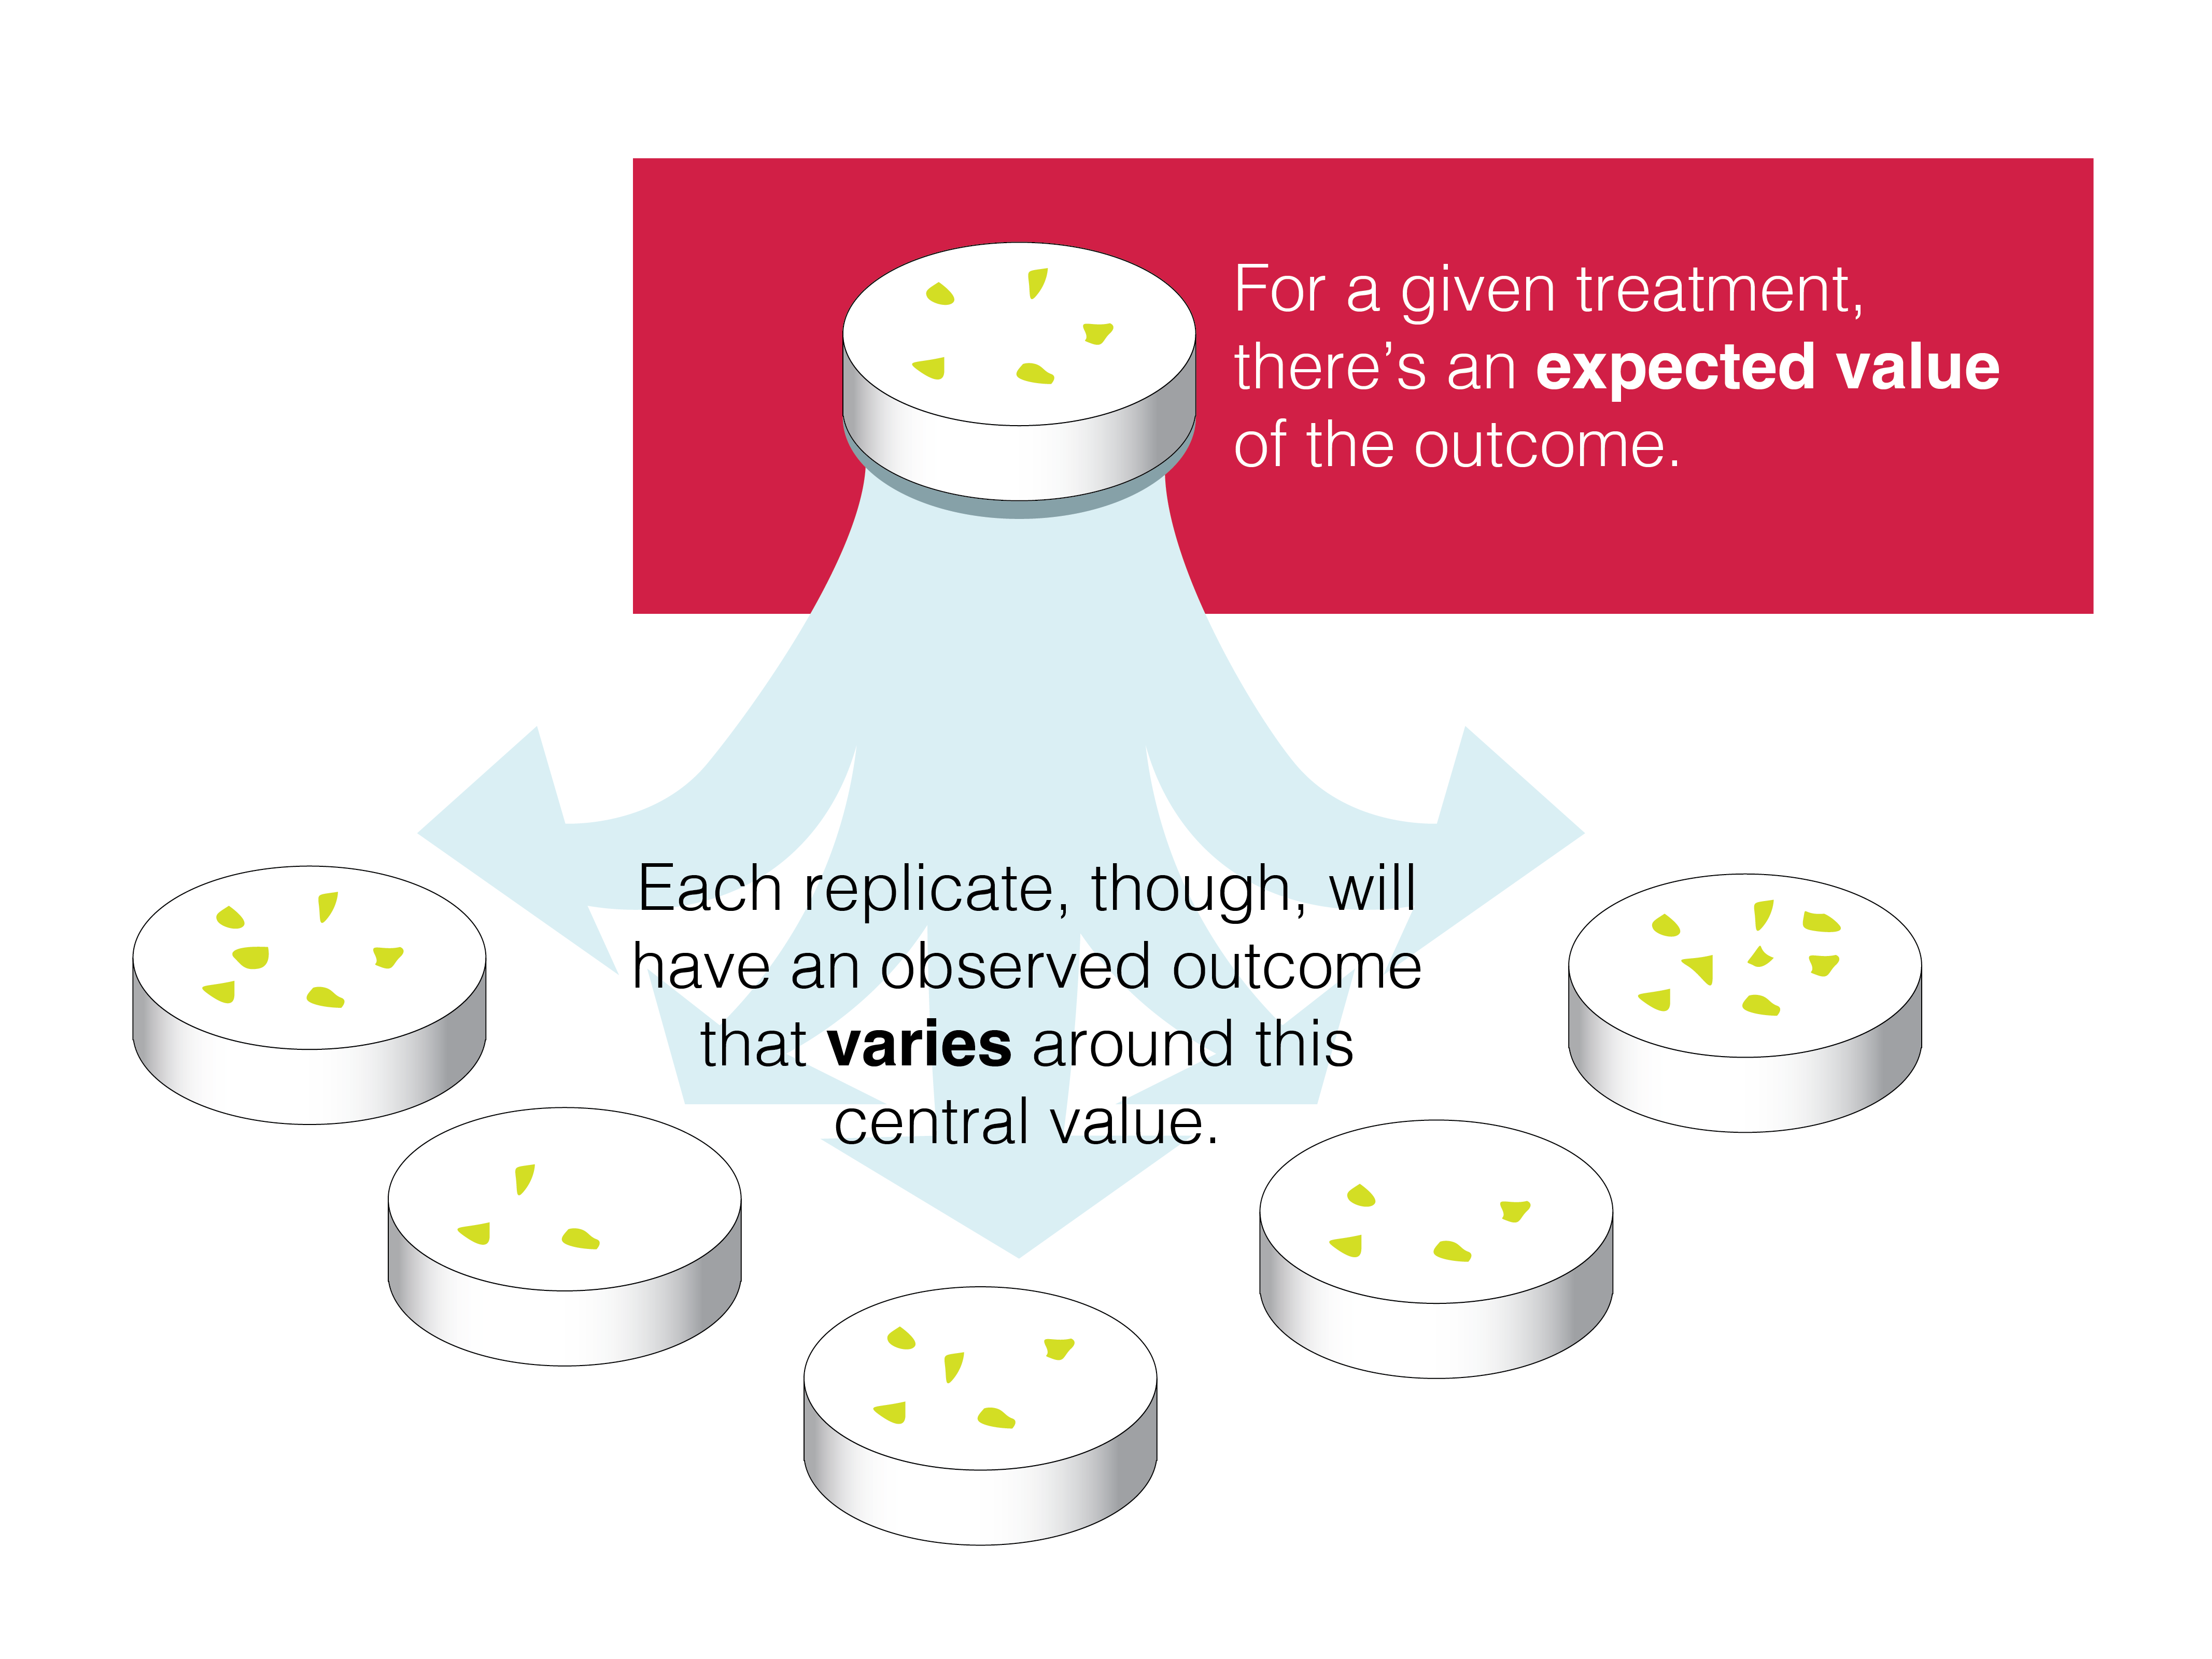 For a given treatment,
there's an expected value
of the outcome.
Each replicate, though, will
have an observed outcome
that varies around this
central value.